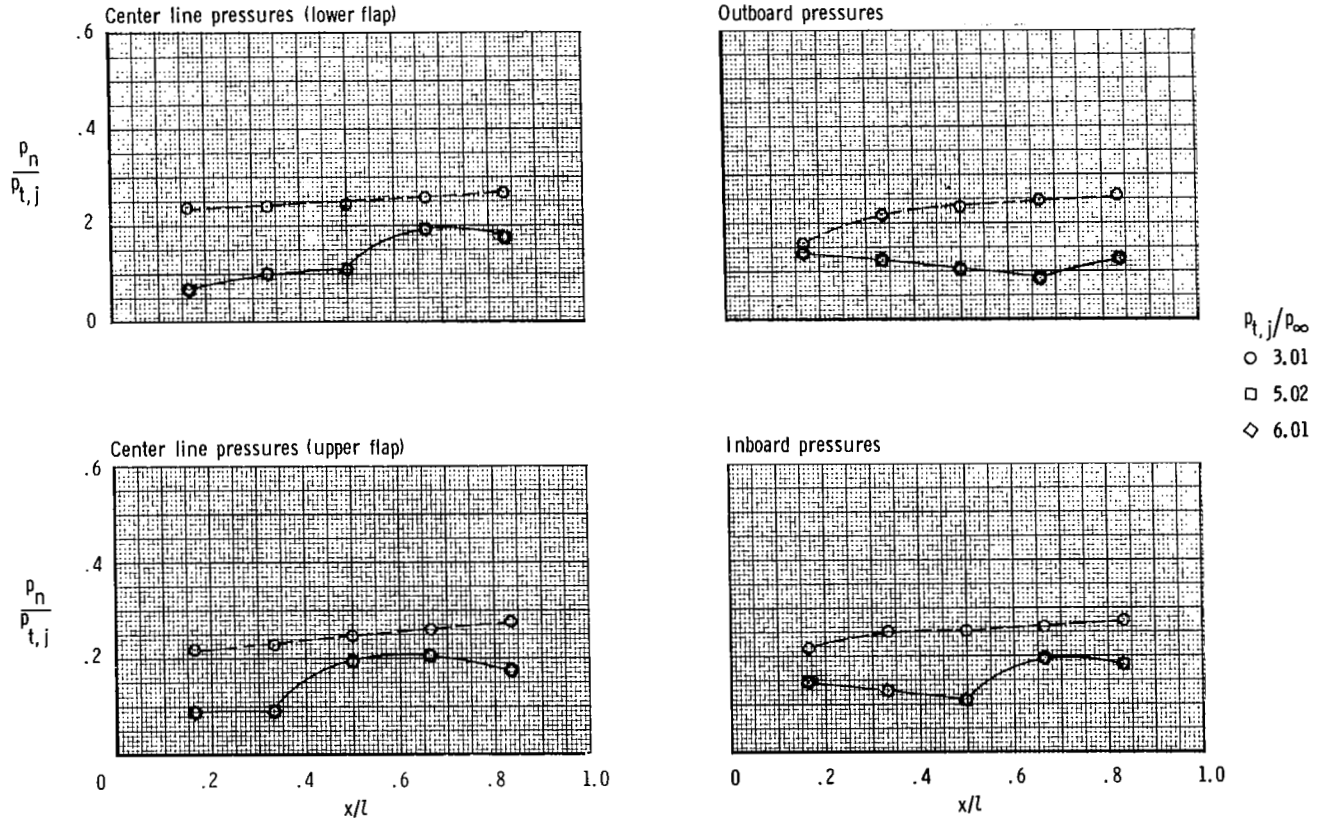 Center line pressures (lower flap)
.6
.4
p_n
p_t,j
2
0
Outboard pressures
p_t,j/p_∞
○ 3.01
□ 5.02
◇ 6.01
Center line pressures (upper flap)
.6
.4
p_n
p_t,j
.2
0 .2 .4 .6 .8 1.0
x/l
Inboard pressures
0 .2 .4 .6 .8 1.0
x/l